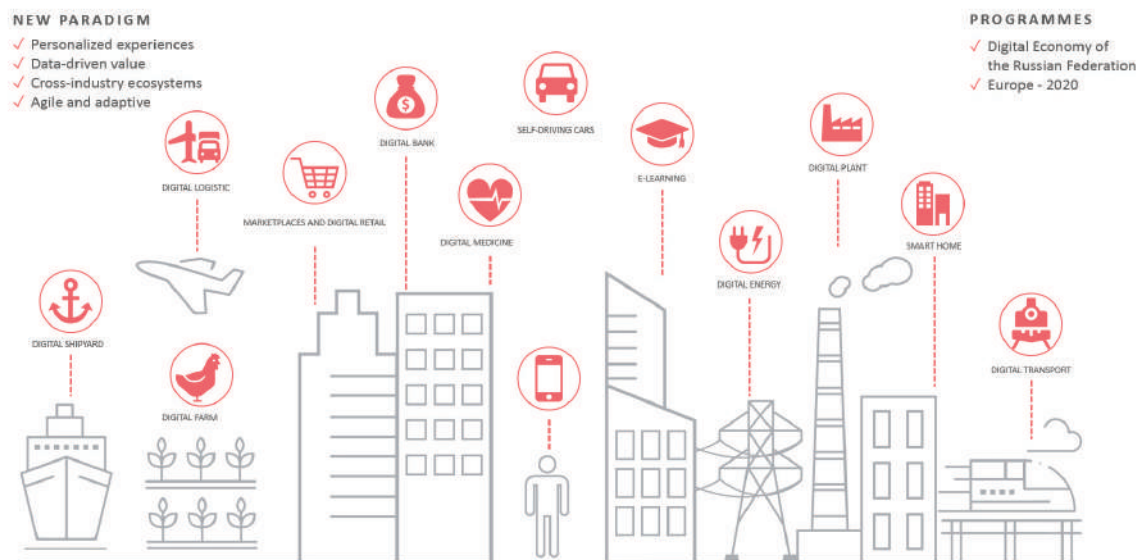 NEW PARADIGM
✓ Personalized experiences
✓ Data-driven value
✓ Cross-industry ecosystems
✓ Agile and adaptive
PROGRAMMES
✓ Digital Economy of
the Russian Federation
✓ Europe - 2020
SELF-DRIVING CARS
DIGITAL BANK
DIGITAL LOGISTIC
MARKETPLACES AND DIGITAL RETAIL
DIGITAL MEDICINE
E-LEARNING
DIGITAL PLANT
SMART HOME
DIGITAL ENERGY
DIGITAL SHIPYARD
DIGITAL FARM
DIGITAL TRANSPORT
$